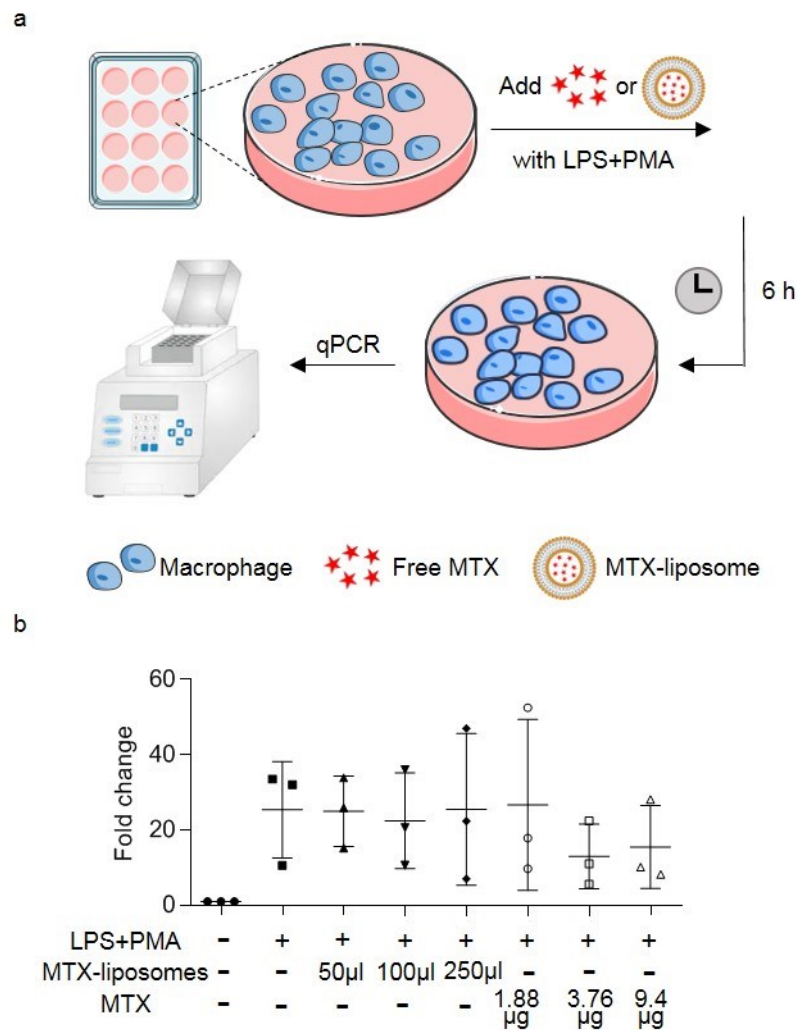 a
Add or
with LPS+PMA
6 h
qPCR
Macrophage Free MTX MTX-liposome
b
60
40
20
0
Fold change
LPS+PMA - + + + + + + +
MTX-liposomes - - 50µl 100µl 250µl - - -
MTX - - - - - 1.88 µg 3.76 µg 9.4 µg